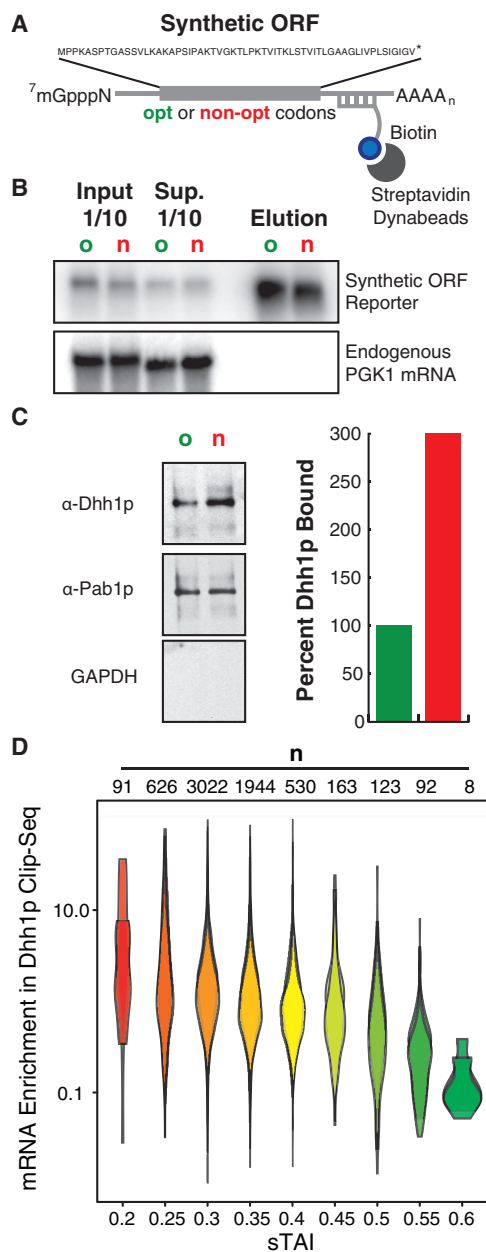 A
Synthetic ORF
MPPKASPTGASSVLKAKAPSIPAKTVGKTLPKTVITKLSTVITLGAAGLIVPLSIGIGV*
7mGpppN
AAAAn
opt or non-opt codons
Biotin
Streptavidin
Dynabeads
B
Input
1/10
Sup.
1/10
Elution
o n o n o n
Synthetic ORF
Reporter
Endogenous
PGK1 mRNA
C
o n
α-Dhh1p
α-Pab1p
GAPDH
Percent Dhh1p Bound
300
250
200
150
100
50
0
D
n
91 626 3022 1944 530 163 123 92 8
mRNA Enrichment in Dhh1p Clip-Seq
10.0
0.1
0.2 0.25 0.3 0.35 0.4 0.45 0.5 0.55 0.6
sTAI